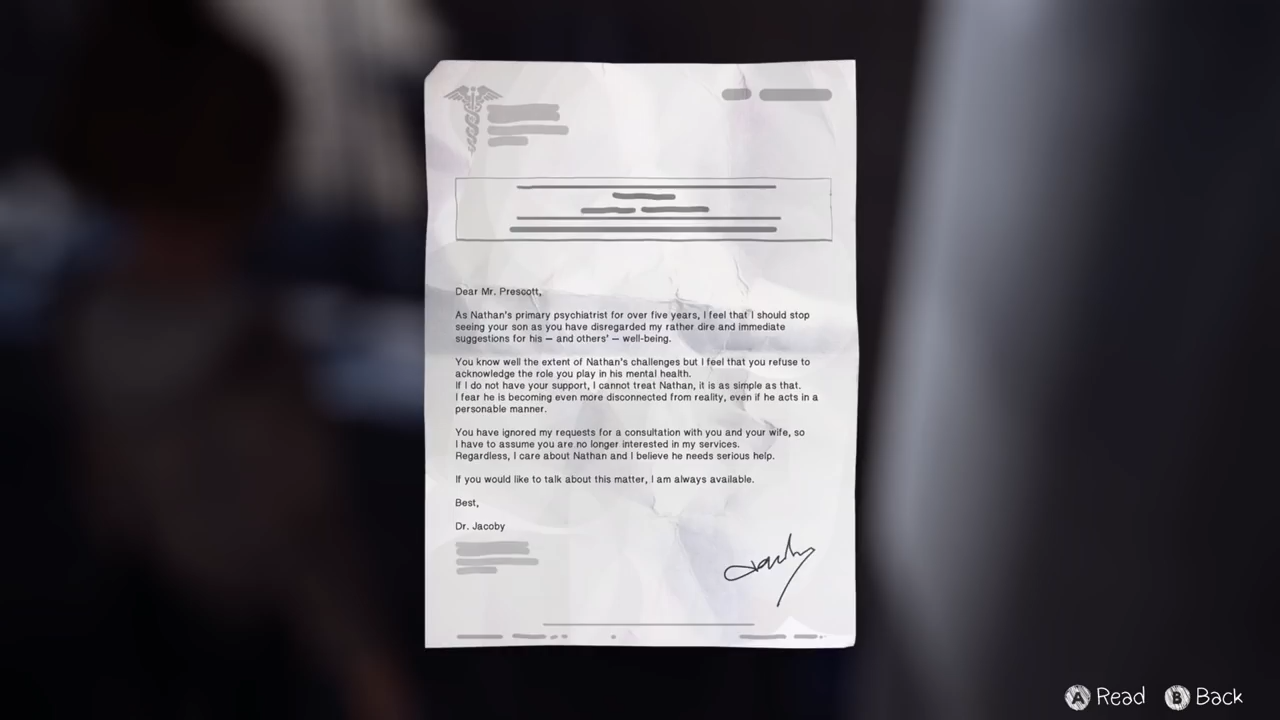 Dear Mr. Prescott,
As Nathan's primary psychiatrist for over five years, I feel that I should stop
seeing your son as you have disregarded my rather dire and immediate
suggestions for his — and others' — well-being.
You know well the extent of Nathan's challenges but I feel that you refuse to
acknowledge the role you play in his mental health.
If I do not have your support, I cannot treat Nathan, it is as simple as that.
I fear he is becoming even more disconnected from reality, even if he acts in a
personable manner.
You have ignored my requests for a consultation with you and your wife, so
I have to assume you are no longer interested in my services.
Regardless, I care about Nathan and I believe he needs serious help.
If you would like to talk about this matter, I am always available.
Best,
Dr. Jacoby
A Read B Back